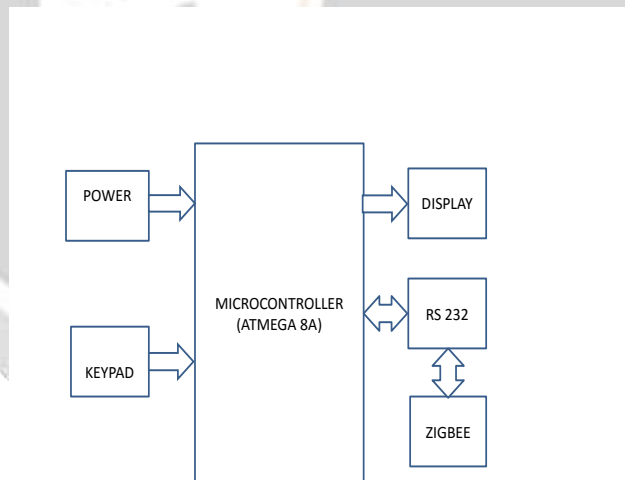 POWER
DISPLAY
MICROCONTROLLER
(ATMEGA 8A)
RS 232
KEYPAD
ZIGBEE